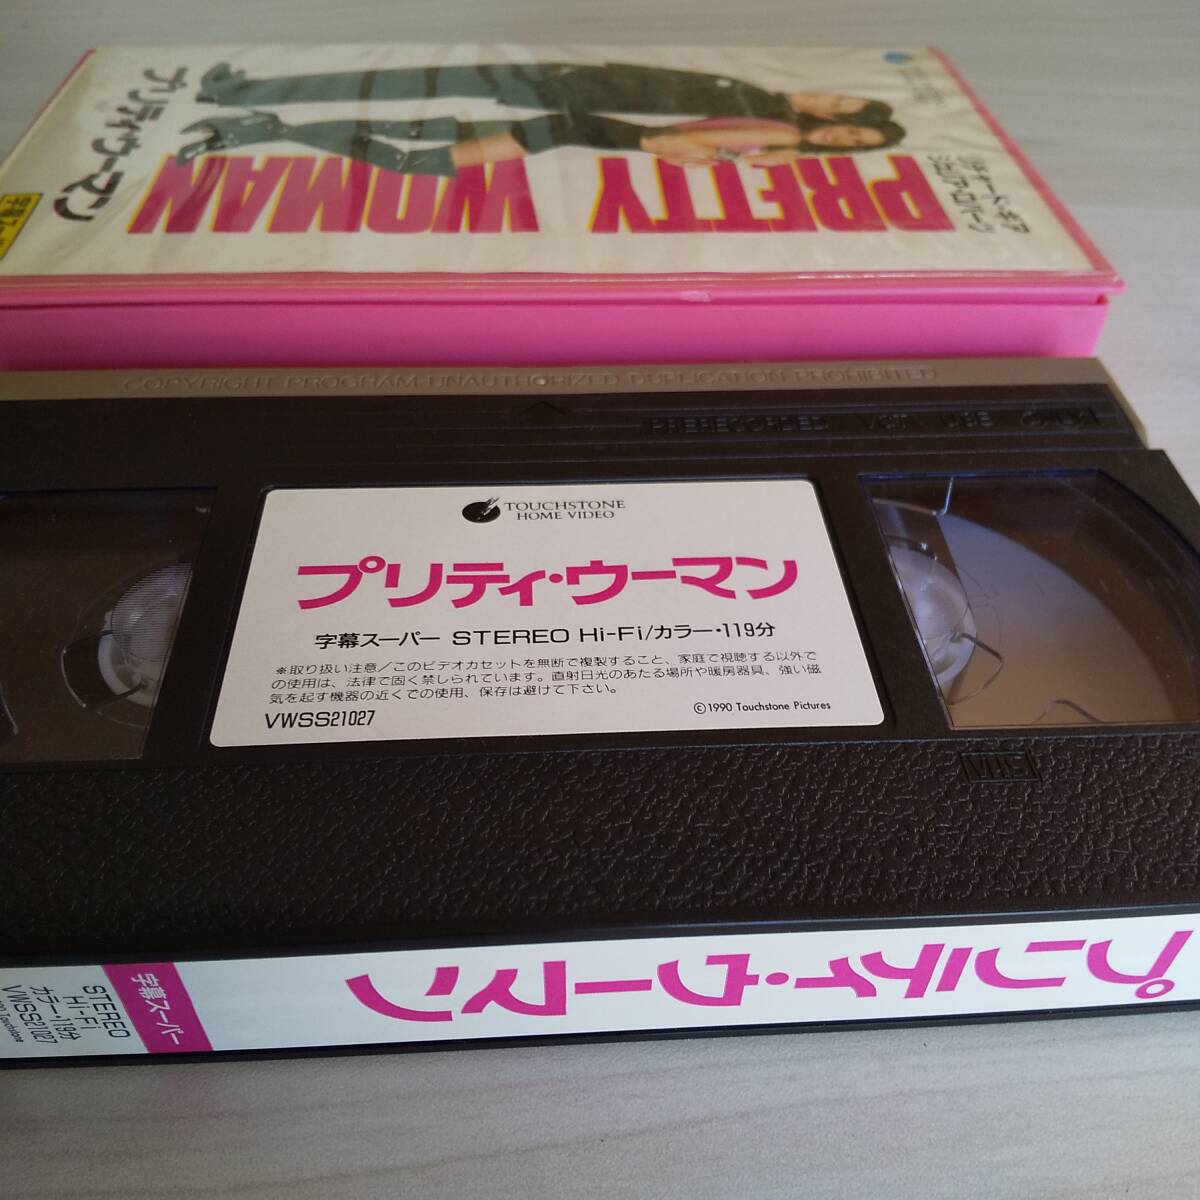 プリティ・ウーマン
PRETTY WOMAN
リチャード・ギア
ジュリア・ロバーツ
COPYRIGHT PROGRAM-UNAUTHORIZED DUPLICATION PROHIBITED
PRERECORDED VCT USE ONLY
TOUCHSTONE
HOME VIDEO
プリティ・ウーマン
字幕スーパー STEREO Hi-Fi/カラー・119分
※取り扱い注意/このビデオカセットを無断で複製すること、家庭で視聴する以外で
の使用は、法律で固く禁じられています。直射日光のあたる場所や暖房器具、強い磁
気を起す機器の近くでの使用、保存は避けて下さい。
VWSS21027
©1990 Touchstone Pictures
VHS
プリティ・ウーマン
字幕スーパー
STEREO
Hi-Fi
カラー・119分
VWSS21027